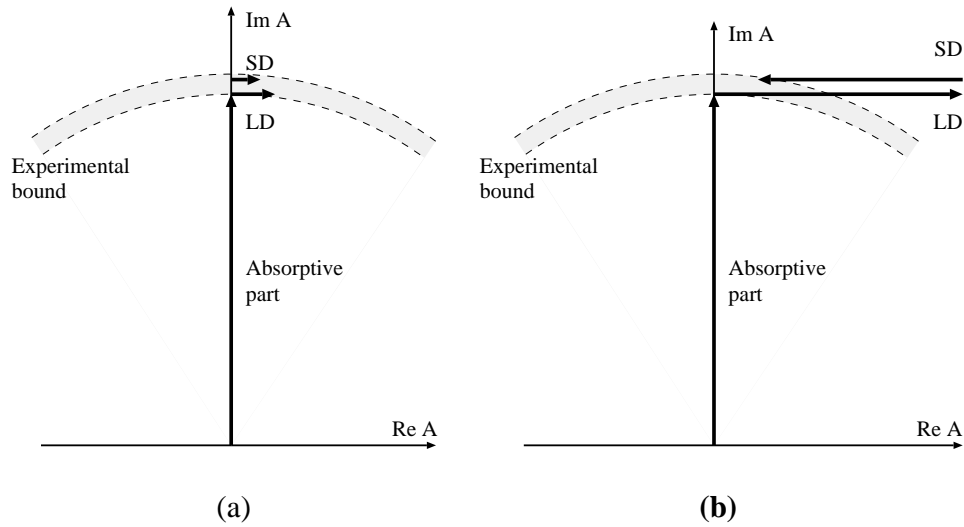 Im A
SD
LD
Experimental
bound
Absorptive
part
Re A
(a)
Im A
SD
LD
Experimental
bound
Absorptive
part
Re A
(b)